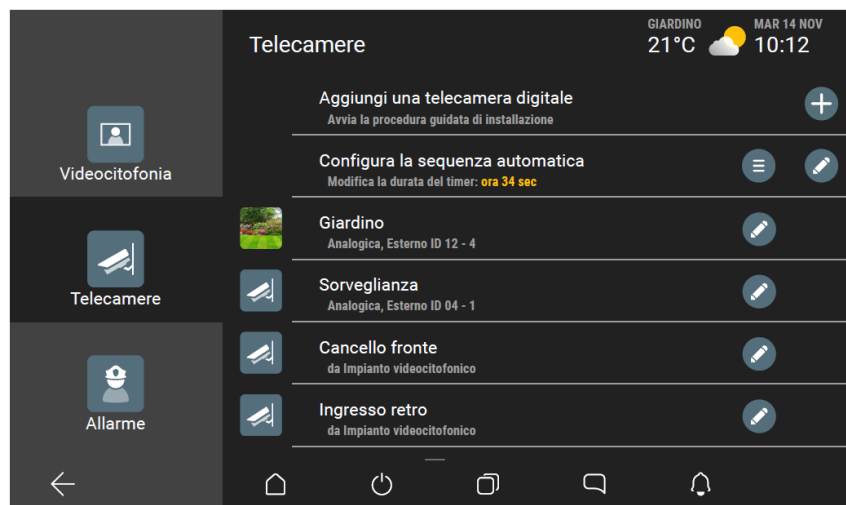 Telecamere
GIARDINO
21°C
MAR 14 NOV
10:12
Videocitofonia
Telecamere
Allarme
Aggiungi una telecamera digitale
Avvia la procedura guidata di installazione
Configura la sequenza automatica
Modifica la durata del timer: ora 34 sec
Giardino
Analogica, Esterno ID 12 - 4
Sorveglianza
Analogica, Esterno ID 04 - 1
Cancello fronte
da Impianto videocitofonico
Ingresso retro
da Impianto videocitofonico